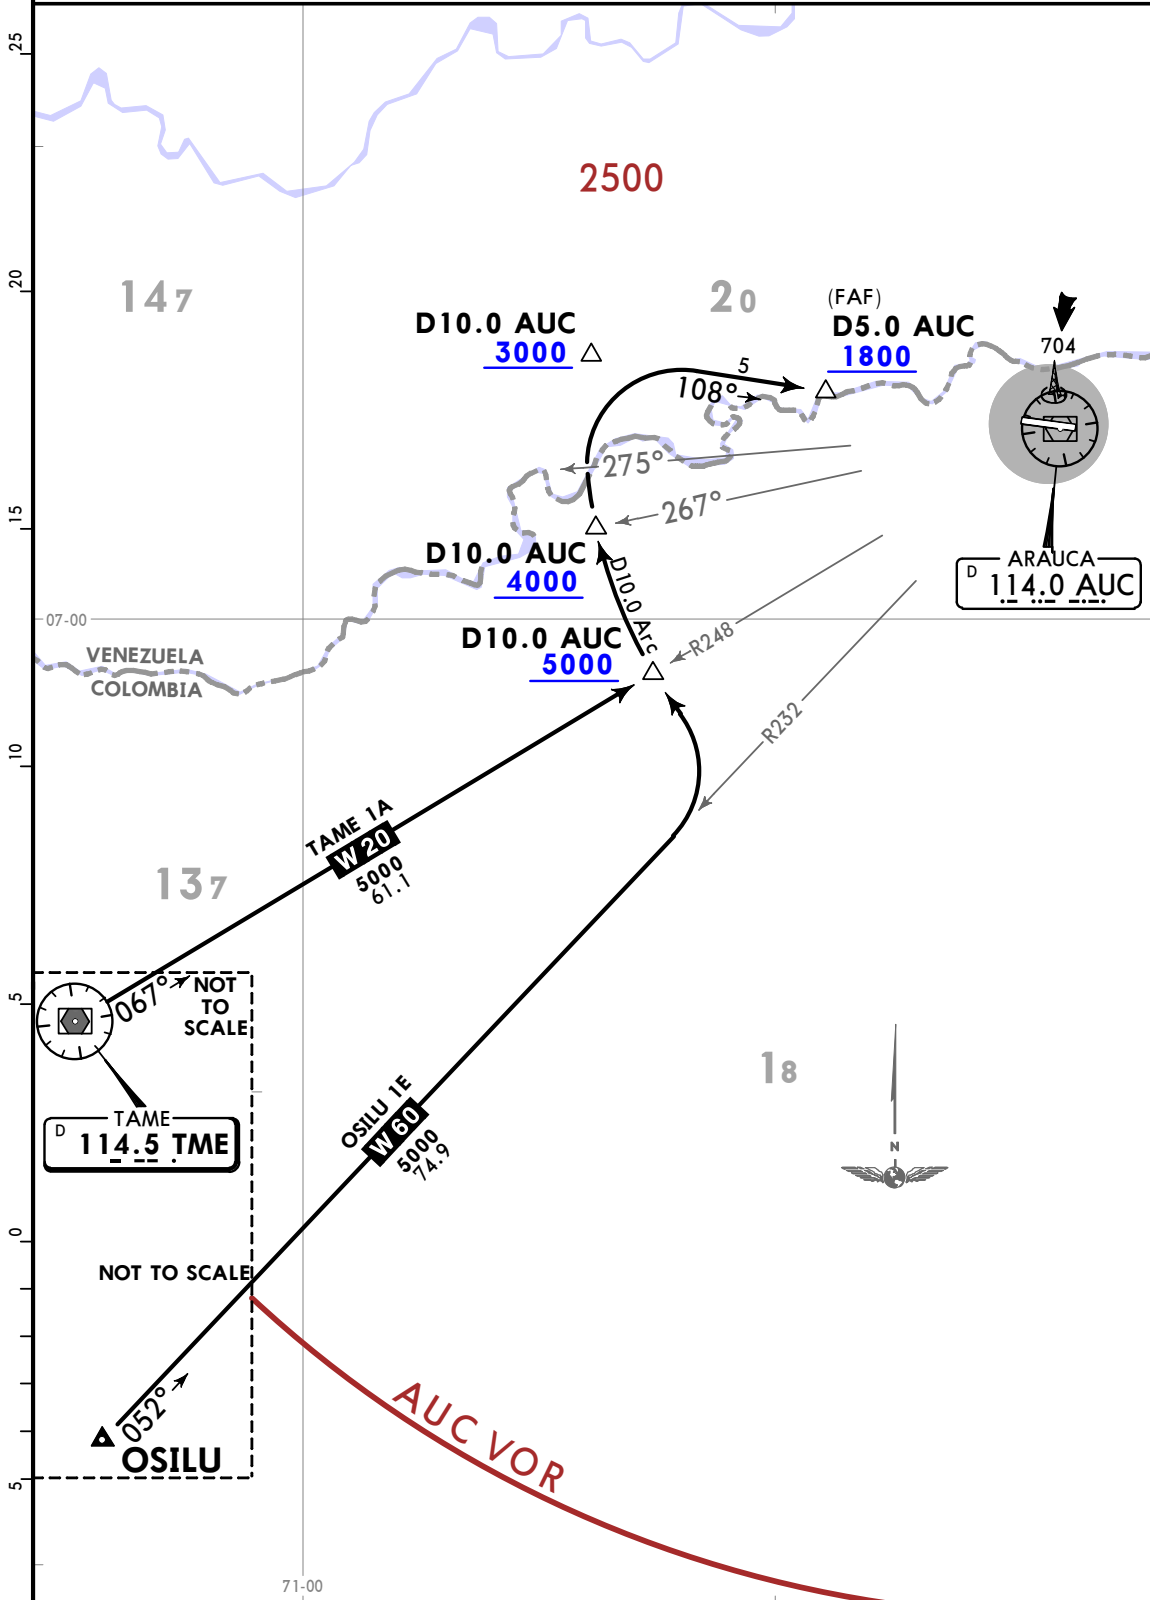 25
2500
20
147
20
(FAF)
D10.0 AUC
3000
D5.0 AUC
1800
704
5
108°
275°
267°
15
D10.0 AUC
4000
D10.0 Arc
ARAUCA
D 114.0 AUC
07-00
D10.0 AUC
5000
R248
VENEZUELA
COLOMBIA
R232
10
TAME 1A
W 20
5000
61.1
137
5
067°
NOT
TO
SCALE
18
OSILU 1E
W 60
5000
74.9
TAME
D 114.5 TME
N
0
NOT TO SCALE
052°
OSILU
AUC VOR
5
71-00